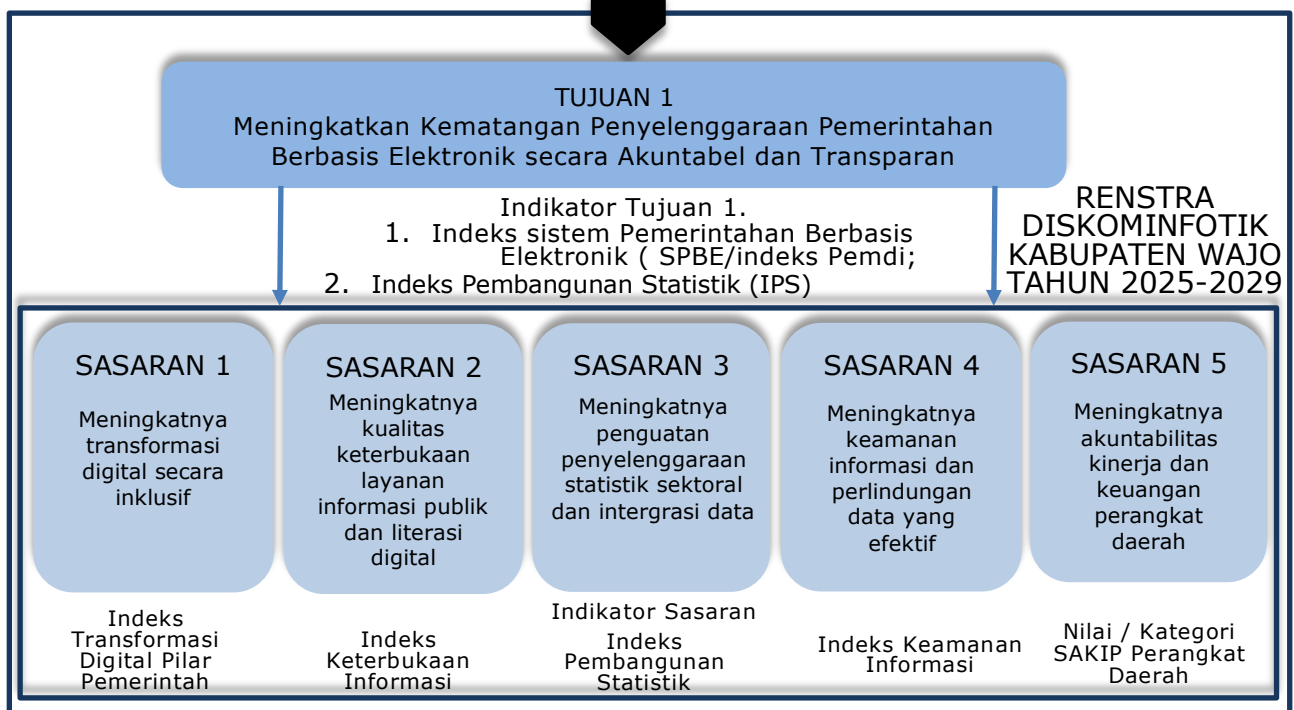 TUJUAN 1
Meningkatkan Kematangan Penyelenggaraan Pemerintahan
Berbasis Elektronik secara Akuntabel dan Transparan
Indikator Tujuan 1.
1. Indeks sistem Pemerintahan Berbasis
Elektronik ( SPBE/indeks Pemdi;
2. Indeks Pembangunan Statistik (IPS)
RENSTRA
DISKOMINFOTIK
KABUPATEN WAJO
TAHUN 2025-2029
SASARAN 1
Meningkatnya
transformasi
digital secara
inklusif
SASARAN 2
Meningkatnya
kualitas
keterbukaan
layanan
informasi publik
dan literasi
digital
SASARAN 3
Meningkatnya
penguatan
penyelenggaraan
statistik sektoral
dan intergrasi data
SASARAN 4
Meningkatnya
keamanan
informasi dan
perlindungan
data yang
efektif
SASARAN 5
Meningkatnya
akuntabilitas
kinerja dan
keuangan
perangkat
daerah
Indikator Sasaran
Indeks
Transformasi
Digital Pilar
Pemerintah
Indeks
Keterbukaan
Informasi
Indeks
Pembangunan
Statistik
Indeks Keamanan
Informasi
Nilai / Kategori
SAKIP Perangkat
Daerah